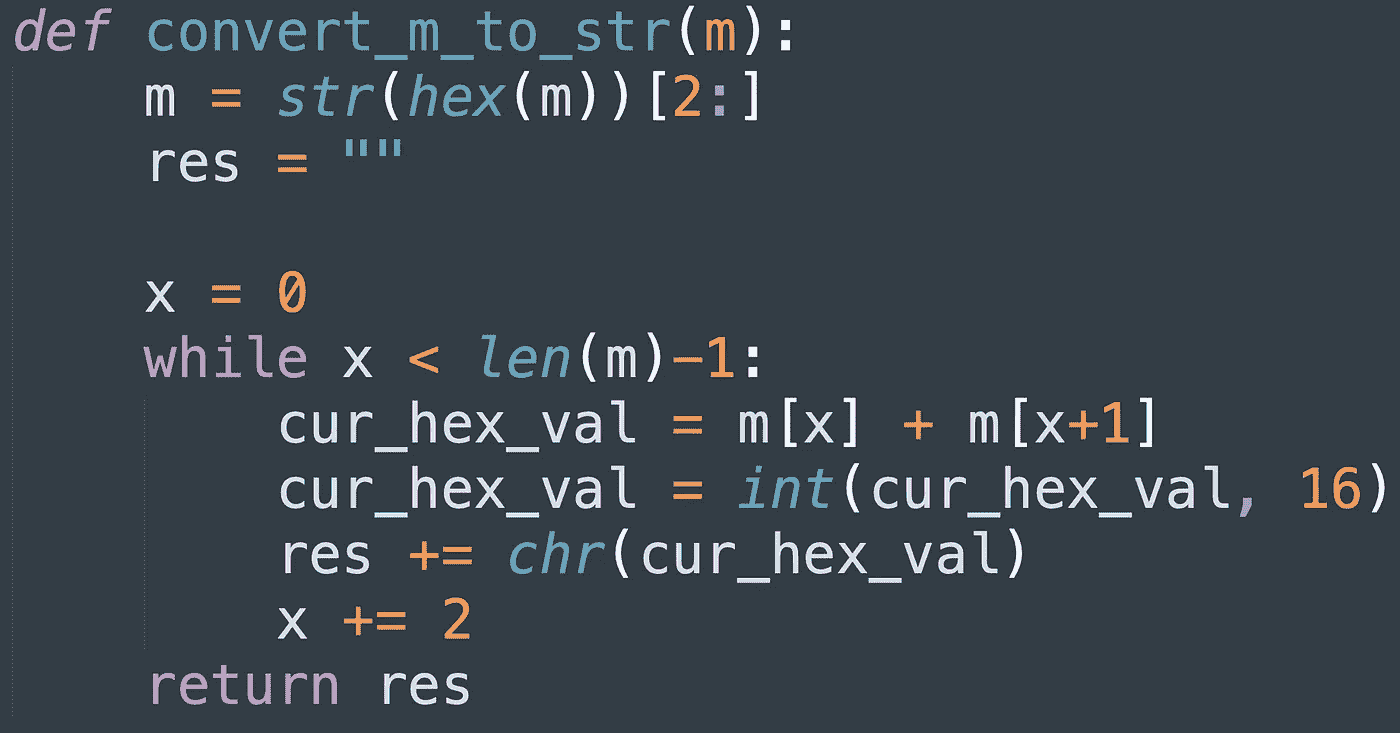 def convert_m_to_str(m):
    m = str(hex(m))[2:]
    res = ""

    x = 0
    while x < len(m)-1:
        cur_hex_val = m[x] + m[x+1]
        cur_hex_val = int(cur_hex_val, 16)
        res += chr(cur_hex_val)
        x += 2
    return res